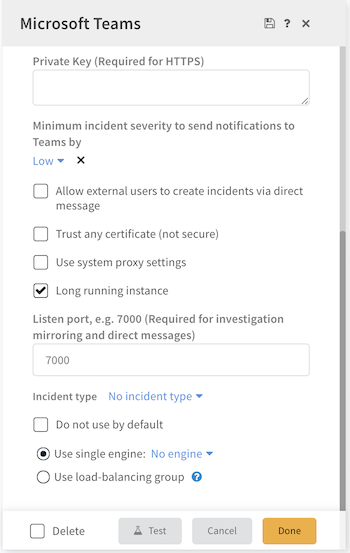 Microsoft Teams
?
Private Key (Required for HTTPS)
Minimum incident severity to send notifications to
Teams by
Low
Allow external users to create incidents via direct
message
Trust any certificate (not secure)
Use system proxy settings
Long running instance
Listen port, e.g. 7000 (Required for investigation
mirroring and direct messages)
7000
Incident type No incident type
Do not use by default
Use single engine: No engine
Use load-balancing group ?
Delete Test Cancel Done